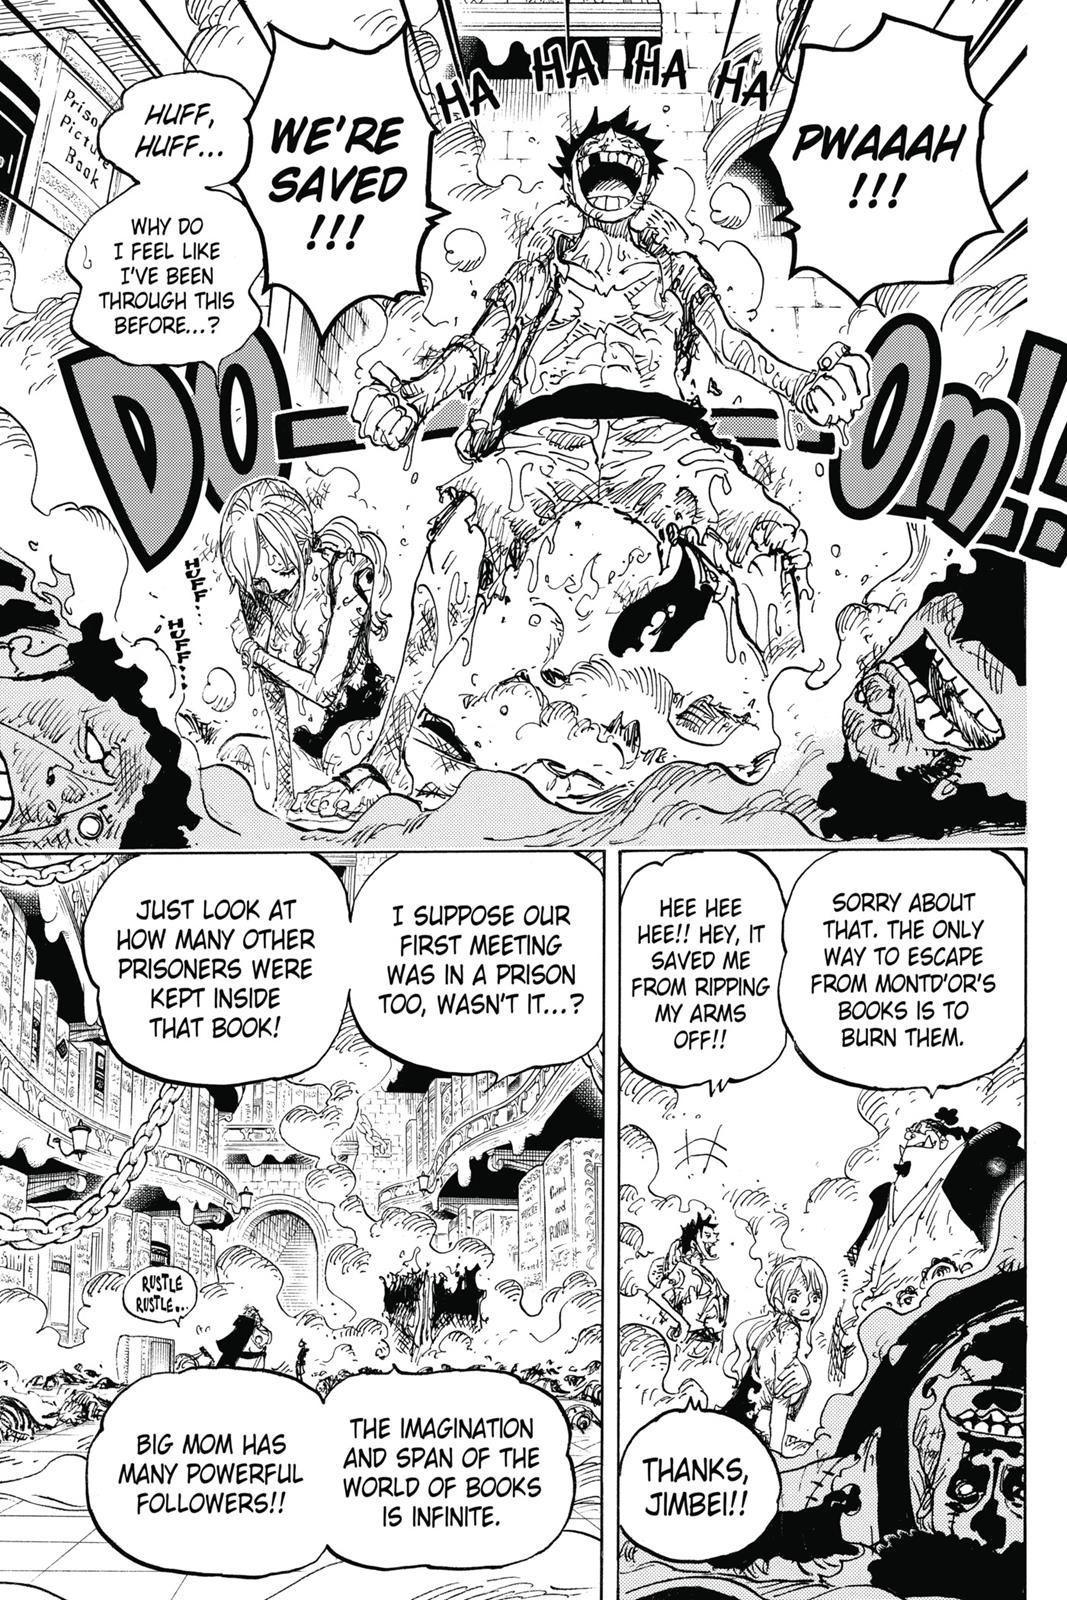 PWAAAH
!!!
HA HA HA HA
WE'RE
SAVED
!!!
HUFF,
HUFF...
WHY DO
I FEEL LIKE
I'VE BEEN
THROUGH THIS
BEFORE...?
Prison
Picture
Book
DO-OM!!
HUFF...
HUFF...
SORRY ABOUT
THAT. THE ONLY
WAY TO ESCAPE
FROM MONTD'OR'S
BOOKS IS TO
BURN THEM.
HEE HEE
HEE!! HEY, IT
SAVED ME
FROM RIPPING
MY ARMS
OFF!!
THANKS,
JIMBEI!!
I SUPPOSE OUR
FIRST MEETING
WAS IN A PRISON
TOO, WASN'T IT...?
JUST LOOK AT
HOW MANY OTHER
PRISONERS WERE
KEPT INSIDE
THAT BOOK!
and
RUSTLE
RUSTLE...
THE IMAGINATION
AND SPAN OF THE
WORLD OF BOOKS
IS INFINITE.
BIG MOM HAS
MANY POWERFUL
FOLLOWERS!!